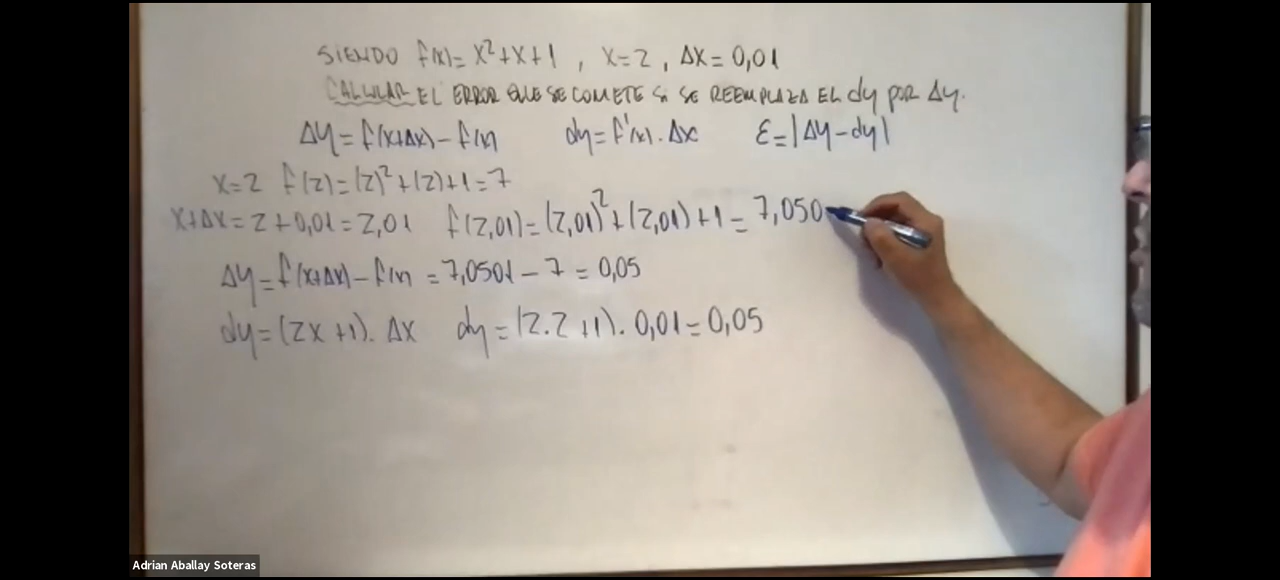 SIENDO f(x)= x²+x+1 , x=2 , Δx=0,01
CALCULAR EL ERROR QUE SE COMETE SI SE REEMPLAZA EL dy POR Δy.
Δy=f(x+Δx)-f(x) dy=f'(x).Δx ε=|Δy-dy|
x=2 f(2)=(2)²+(2)+1=7
x+Δx=2+0,01=2,01 f(2,01)=(2,01)²+(2,01)+1=7,050
Δy=f(x+Δx)-f(x)=7,0501-7=0,05
dy=(2x+1).Δx dy=(2.2+1).0,01=0,05
Adrian Aballay Soteras